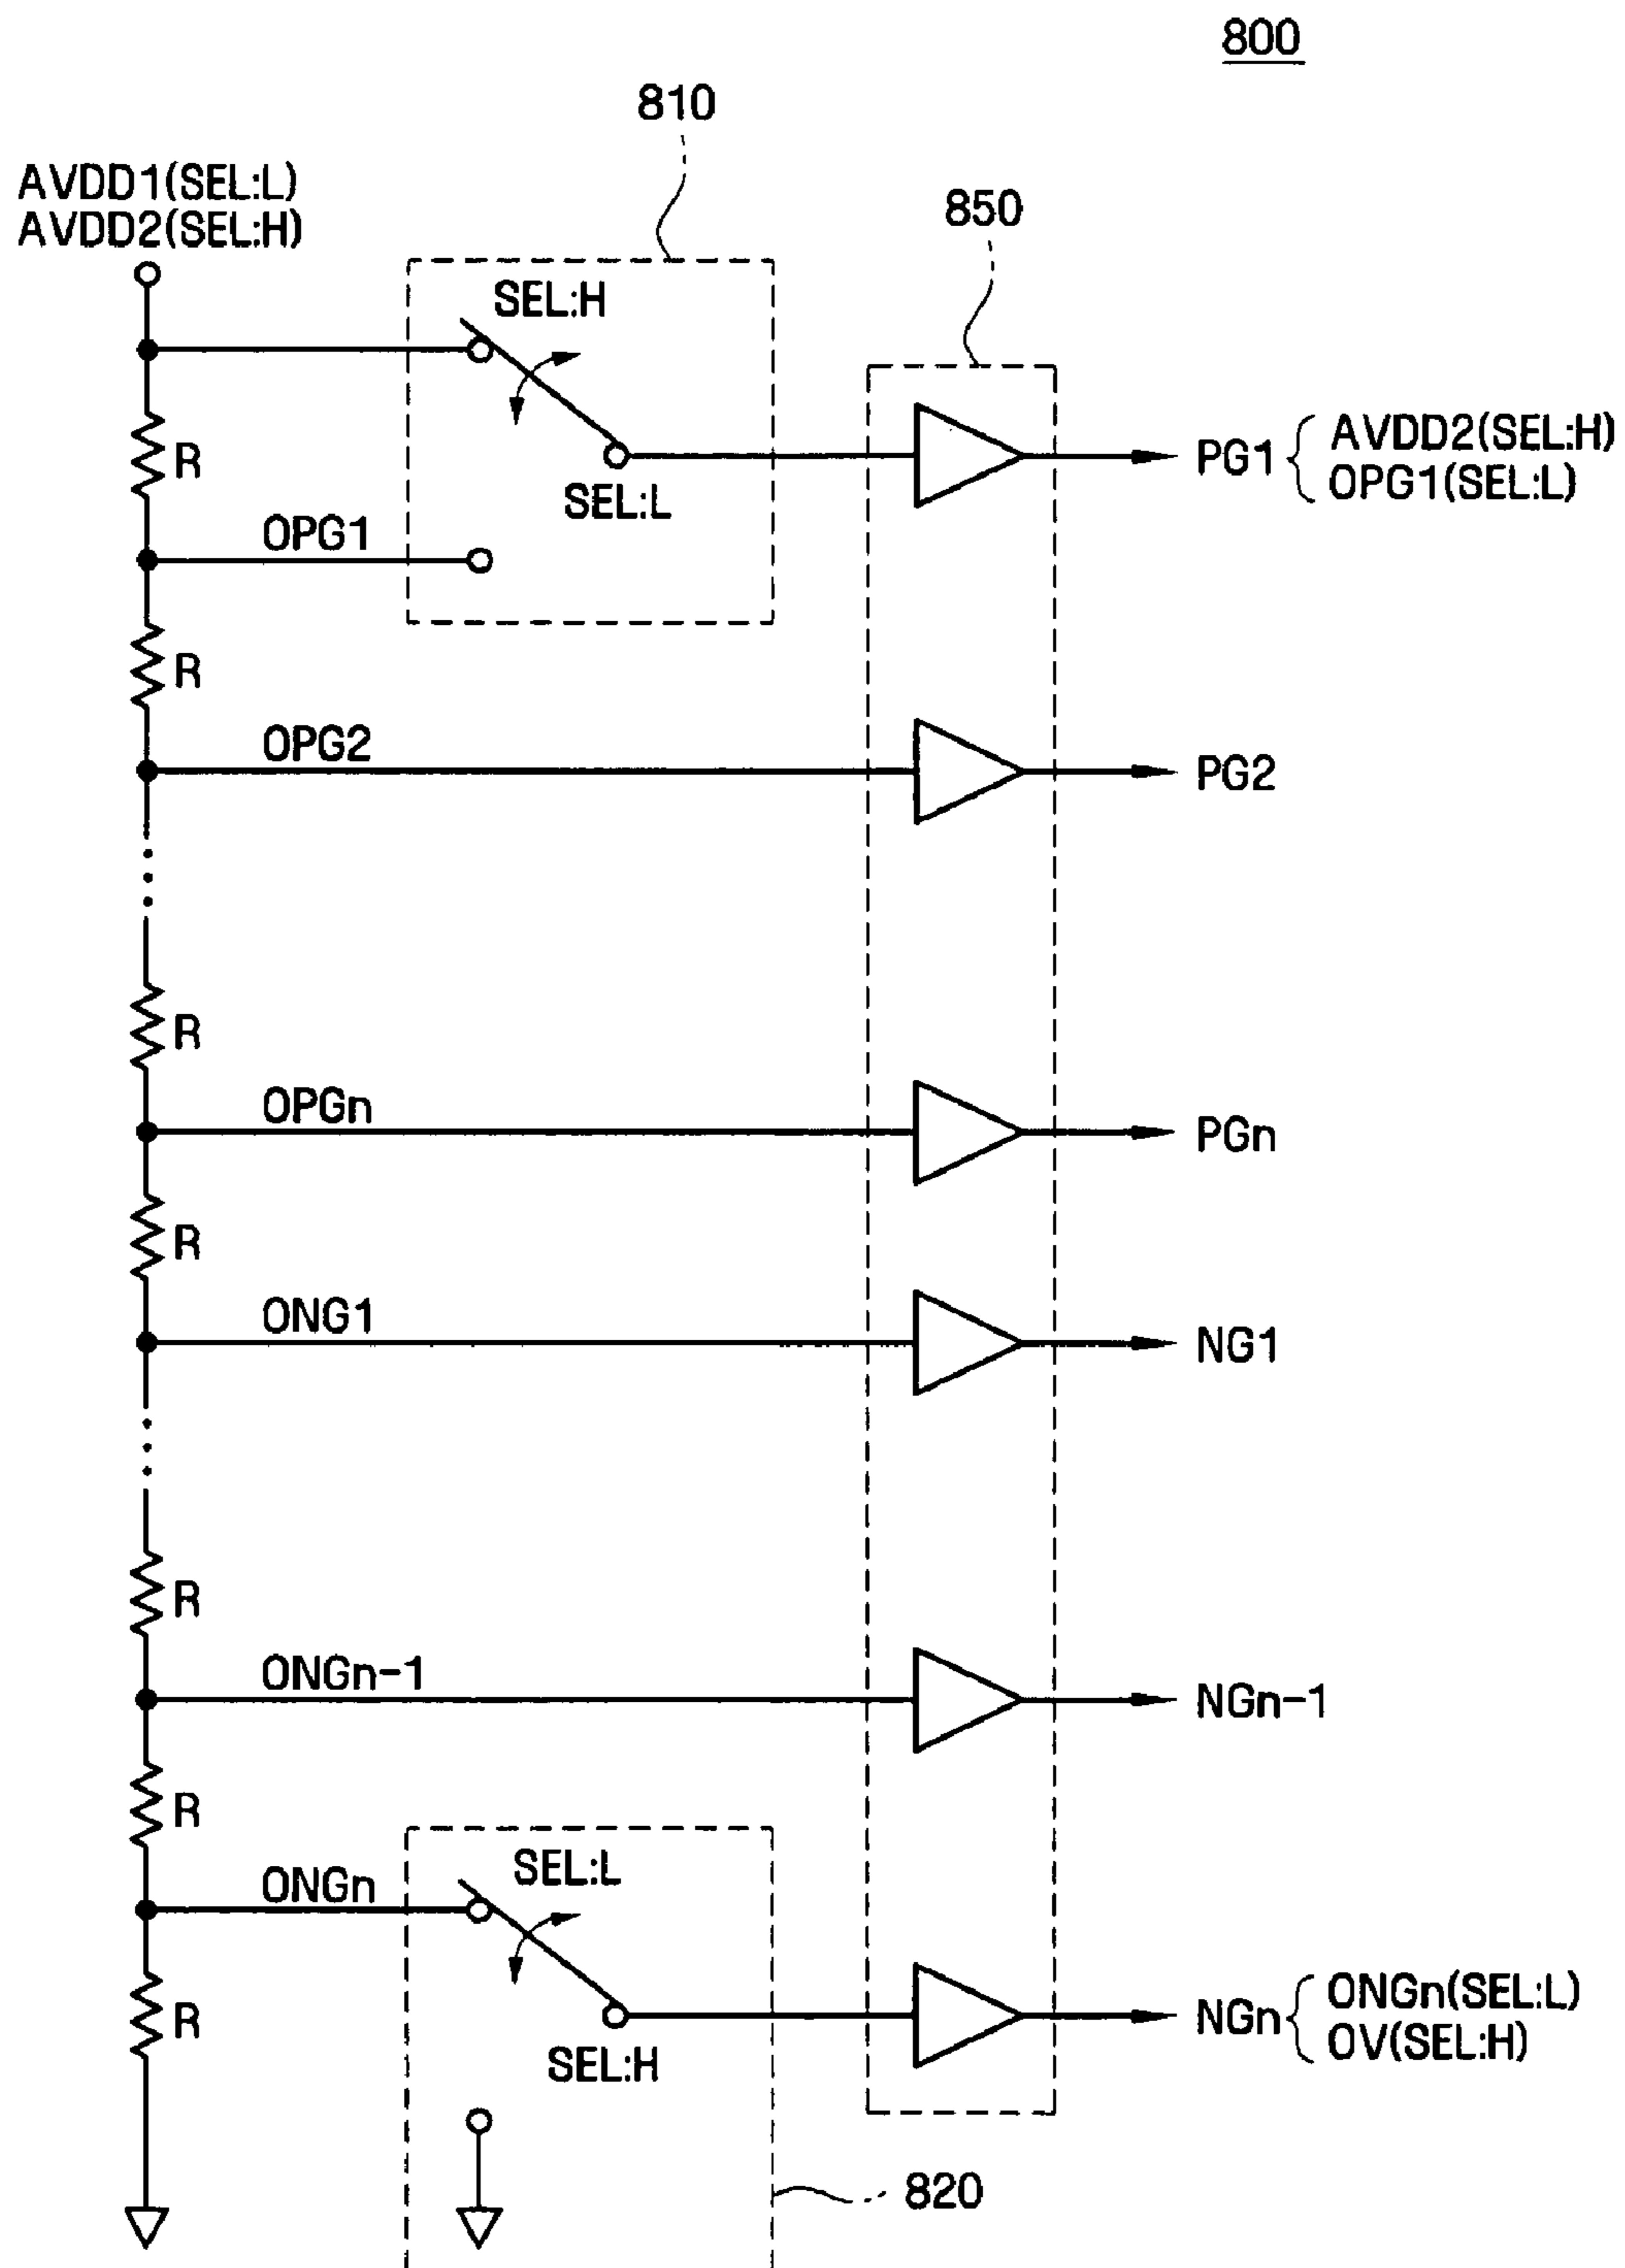 800
810
AVDD1(SEL:L)
AVDD2(SEL:H)
850
SEL:H
R
SEL:L
PG1
AVDD2(SEL:H)
OPG1(SEL:L)
OPG1
R
OPG2
PG2
R
OPGn
PGn
R
ONG1
NG1
R
ONGn-1
NGn-1
R
SEL:L
ONGn
R
SEL:H
NGn
ONGn(SEL:L)
0V(SEL:H)
820